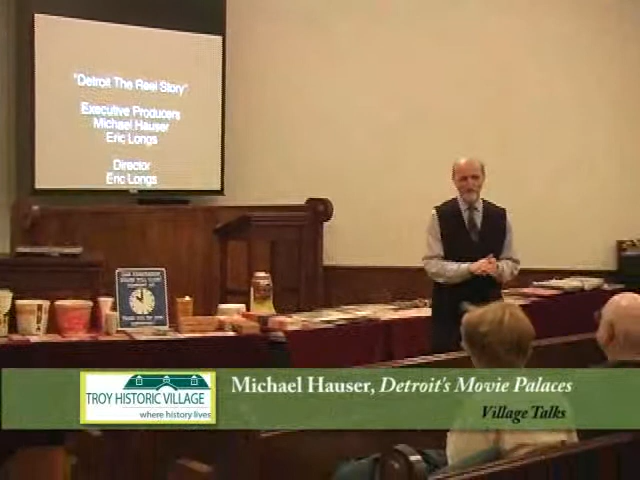 "Detroit The Reel Story"
Executive Producers
Michael Hauser
Eric Longs
Director
Eric Longs
TROY HISTORIC VILLAGE
where history lives
Michael Hauser, Detroit's Movie Palaces
Village Talks